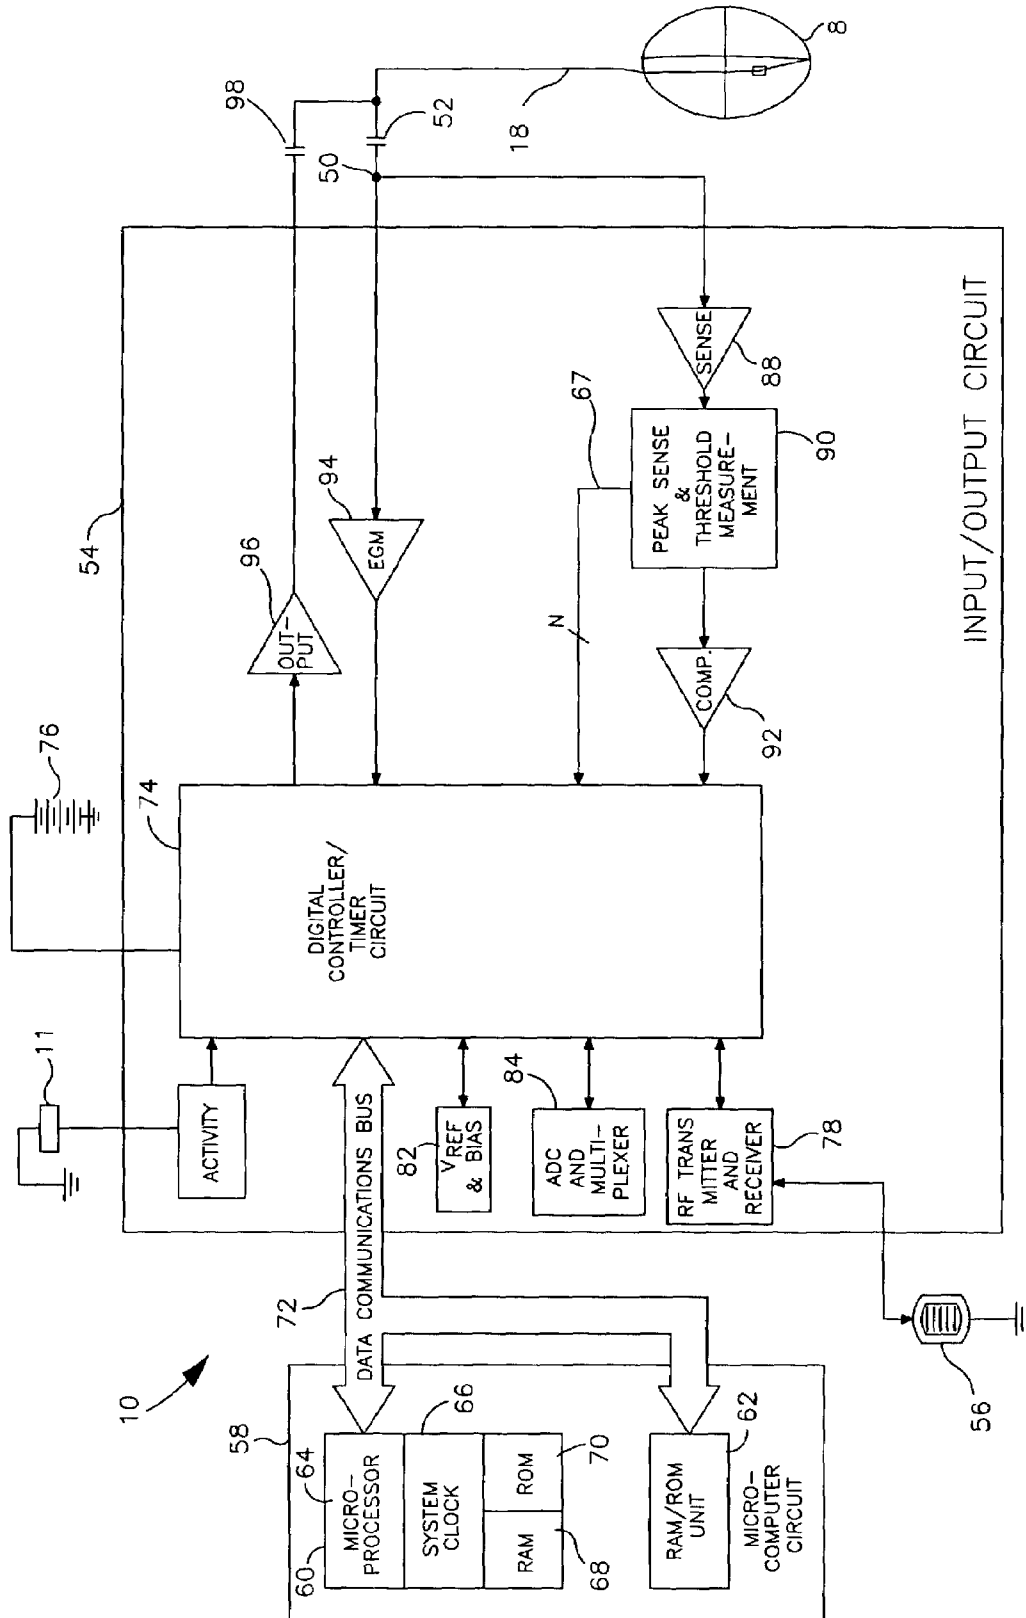 10
58
60
64
MICRO-
PROCESSOR
66
SYSTEM
CLOCK
RAM
ROM
68
70
62
RAM/ROM
UNIT
MICRO-
COMPUTER
CIRCUIT
72
DATA COMMUNICATIONS BUS
11
ACTIVITY
82
VREF
& BIAS
84
ADC
AND
MULTI-
PLEXER
RF TRANS
MITTER
AND
RECEIVER
78
56
76
74
DIGITAL
CONTROLLER/
TIMER
CIRCUIT
54
96
OUT-
PUT
94
EGM
67
N
PEAK SENSE
&
THRESHOLD
MEASURE-
MENT
90
SENSE
88
COMP.
92
INPUT/OUTPUT CIRCUIT
98
50
52
18
8